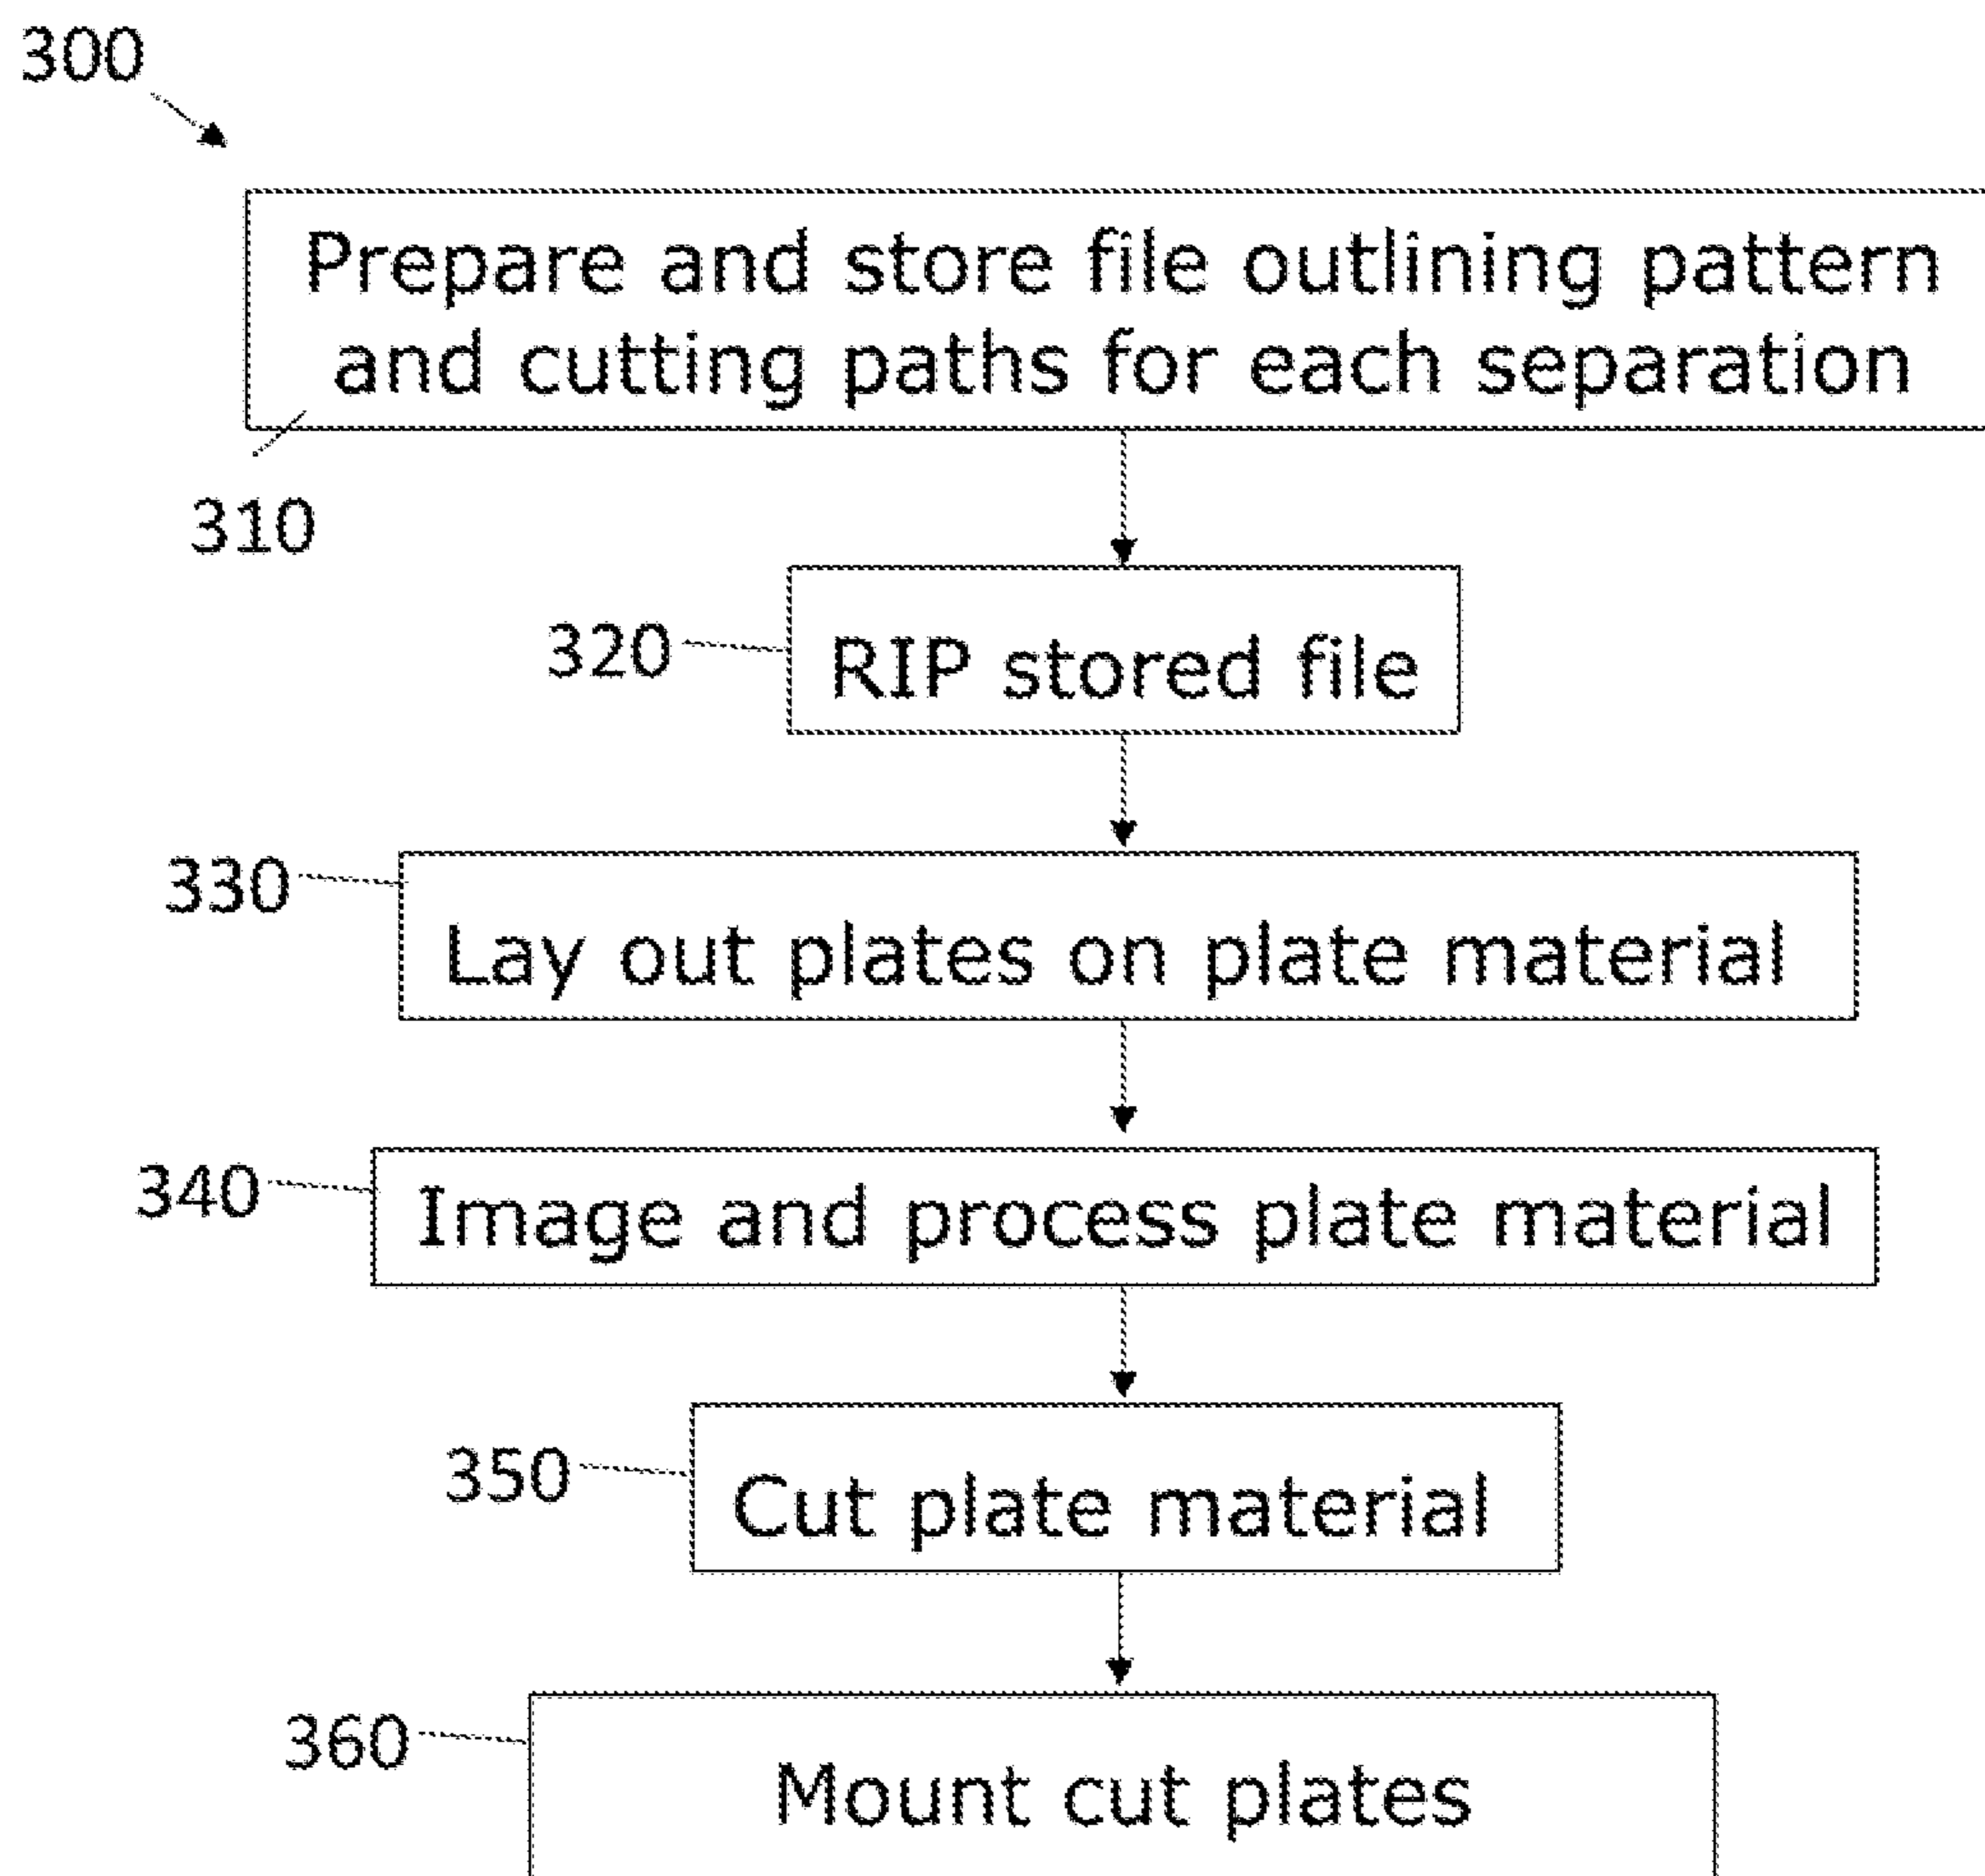 300
Prepare and store file outlining pattern
and cutting paths for each separation
310
320
RIP stored file
330
Lay out plates on plate material
340
Image and process plate material
350
Cut plate material
360
Mount cut plates